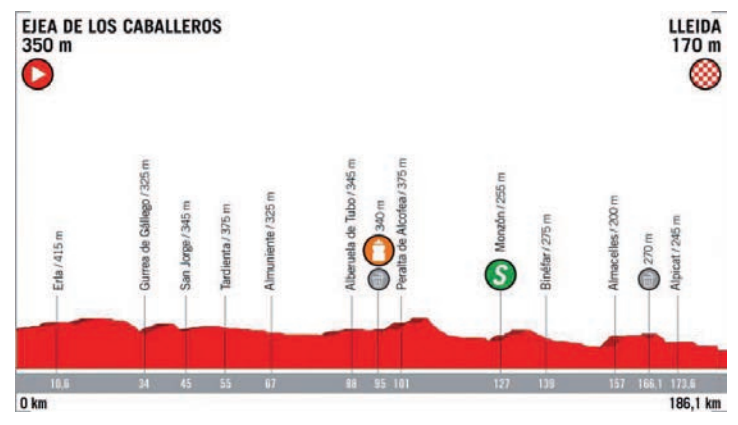 EJEA DE LOS CABALLEROS
350 m
LLEIDA
170 m
Erla / 415 m
Gurrea de Gállego / 325 m
San Jorge / 345 m
Tardienta / 375 m
Almuniente / 325 m
Alberuela de Tubo / 345 m
340 m
Peralta de Alcofea / 375 m
S
Monzón / 255 m
Binéfar / 275 m
Almacelles / 200 m
270 m
Alpicat / 245 m
10,6 34 45 55 67 88 95 101 127 139 157 166,1 173,6
0 km
186,1 km